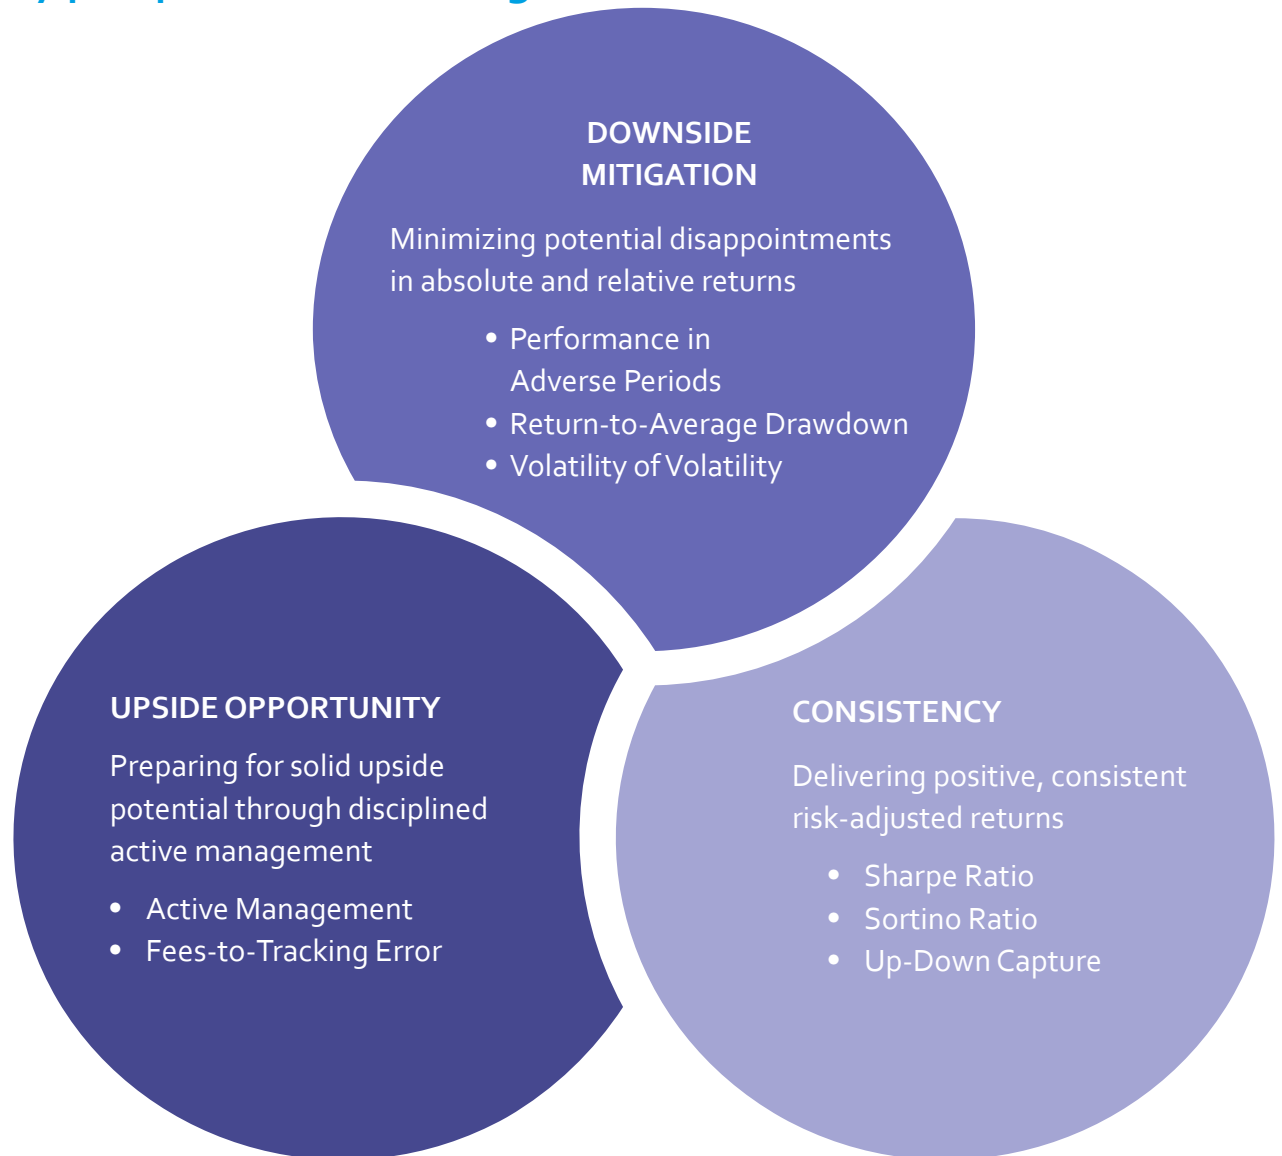 DOWNSIDE
MITIGATION
Minimizing potential disappointments
in absolute and relative returns
• Performance in
Adverse Periods
• Return-to-Average Drawdown
• Volatility of Volatility
UPSIDE OPPORTUNITY
Preparing for solid upside
potential through disciplined
active management
• Active Management
• Fees-to-Tracking Error
CONSISTENCY
Delivering positive, consistent
risk-adjusted returns
• Sharpe Ratio
• Sortino Ratio
• Up-Down Capture